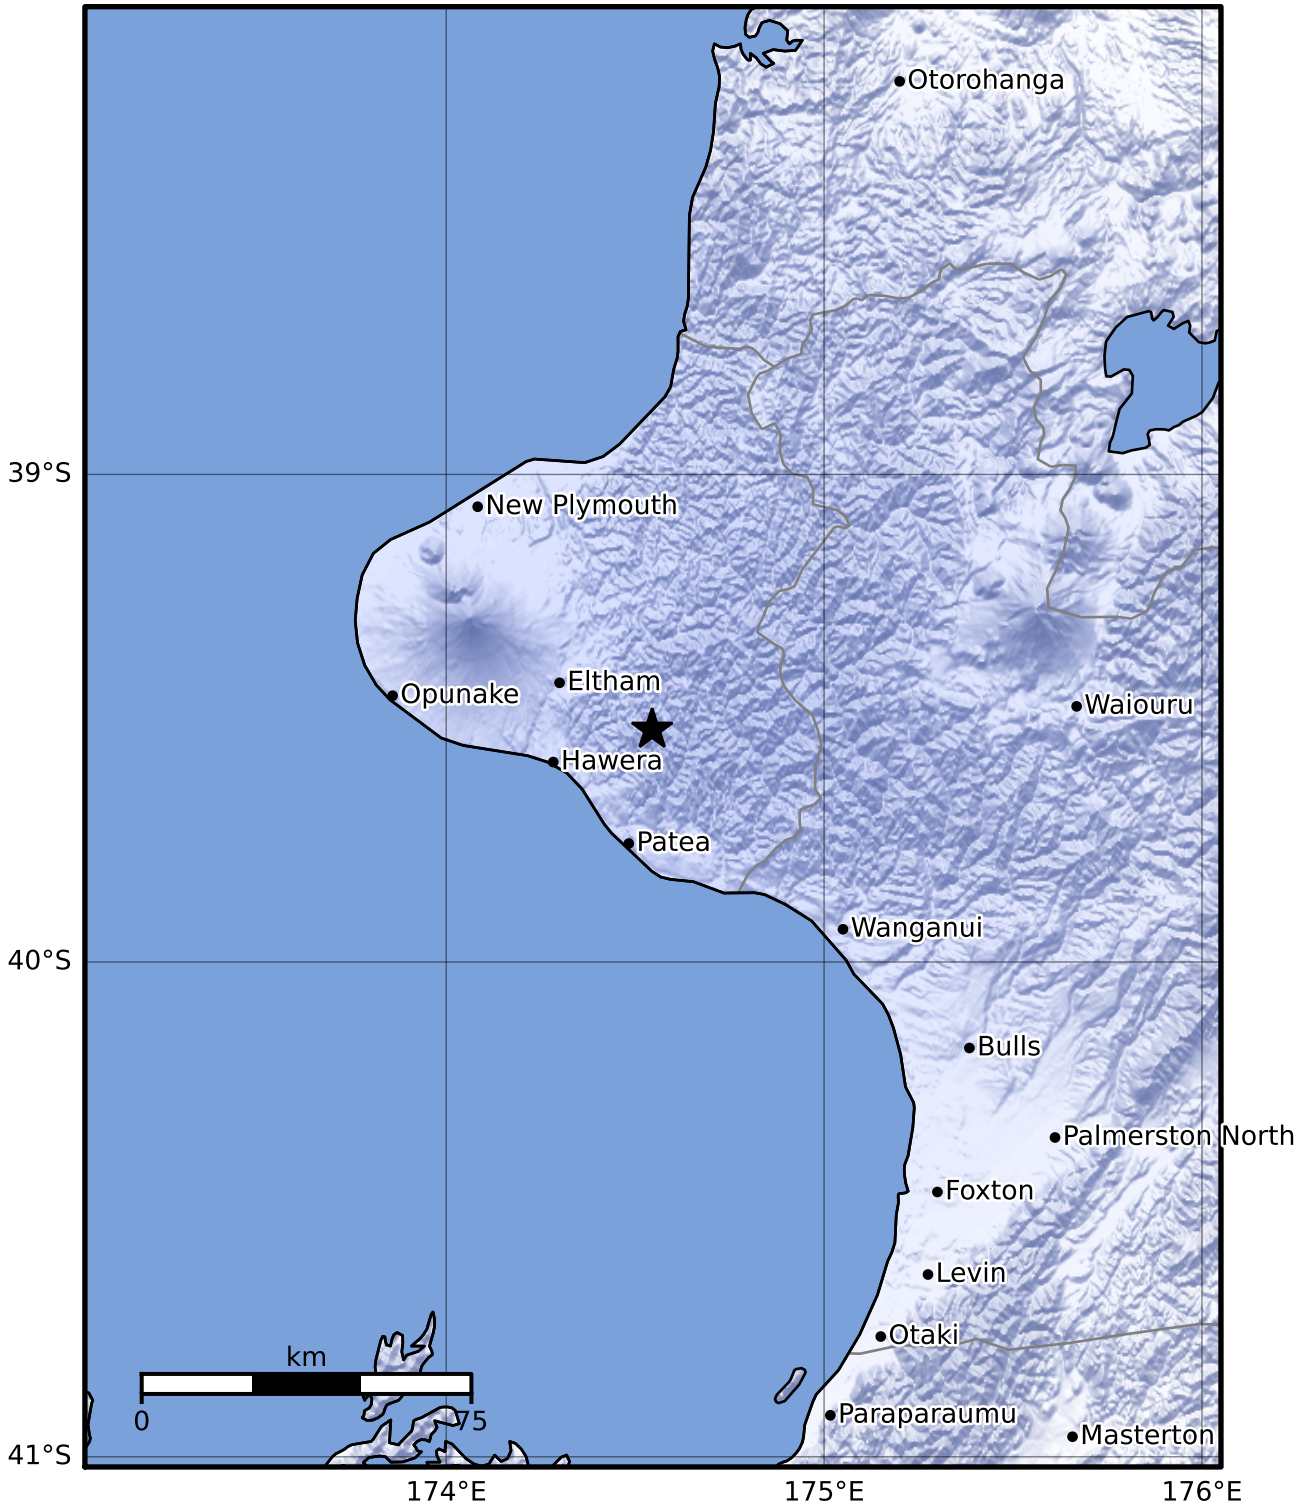 Otorohanga
39°S
New Plymouth
Eltham
Opunake
Waiouru
Hawera
Patea
Wanganui
40°S
Bulls
Palmerston North
Foxton
Levin
Otaki
km
0
75
Paraparaumu
Masterton
41°S
174°E
175°E
176°E